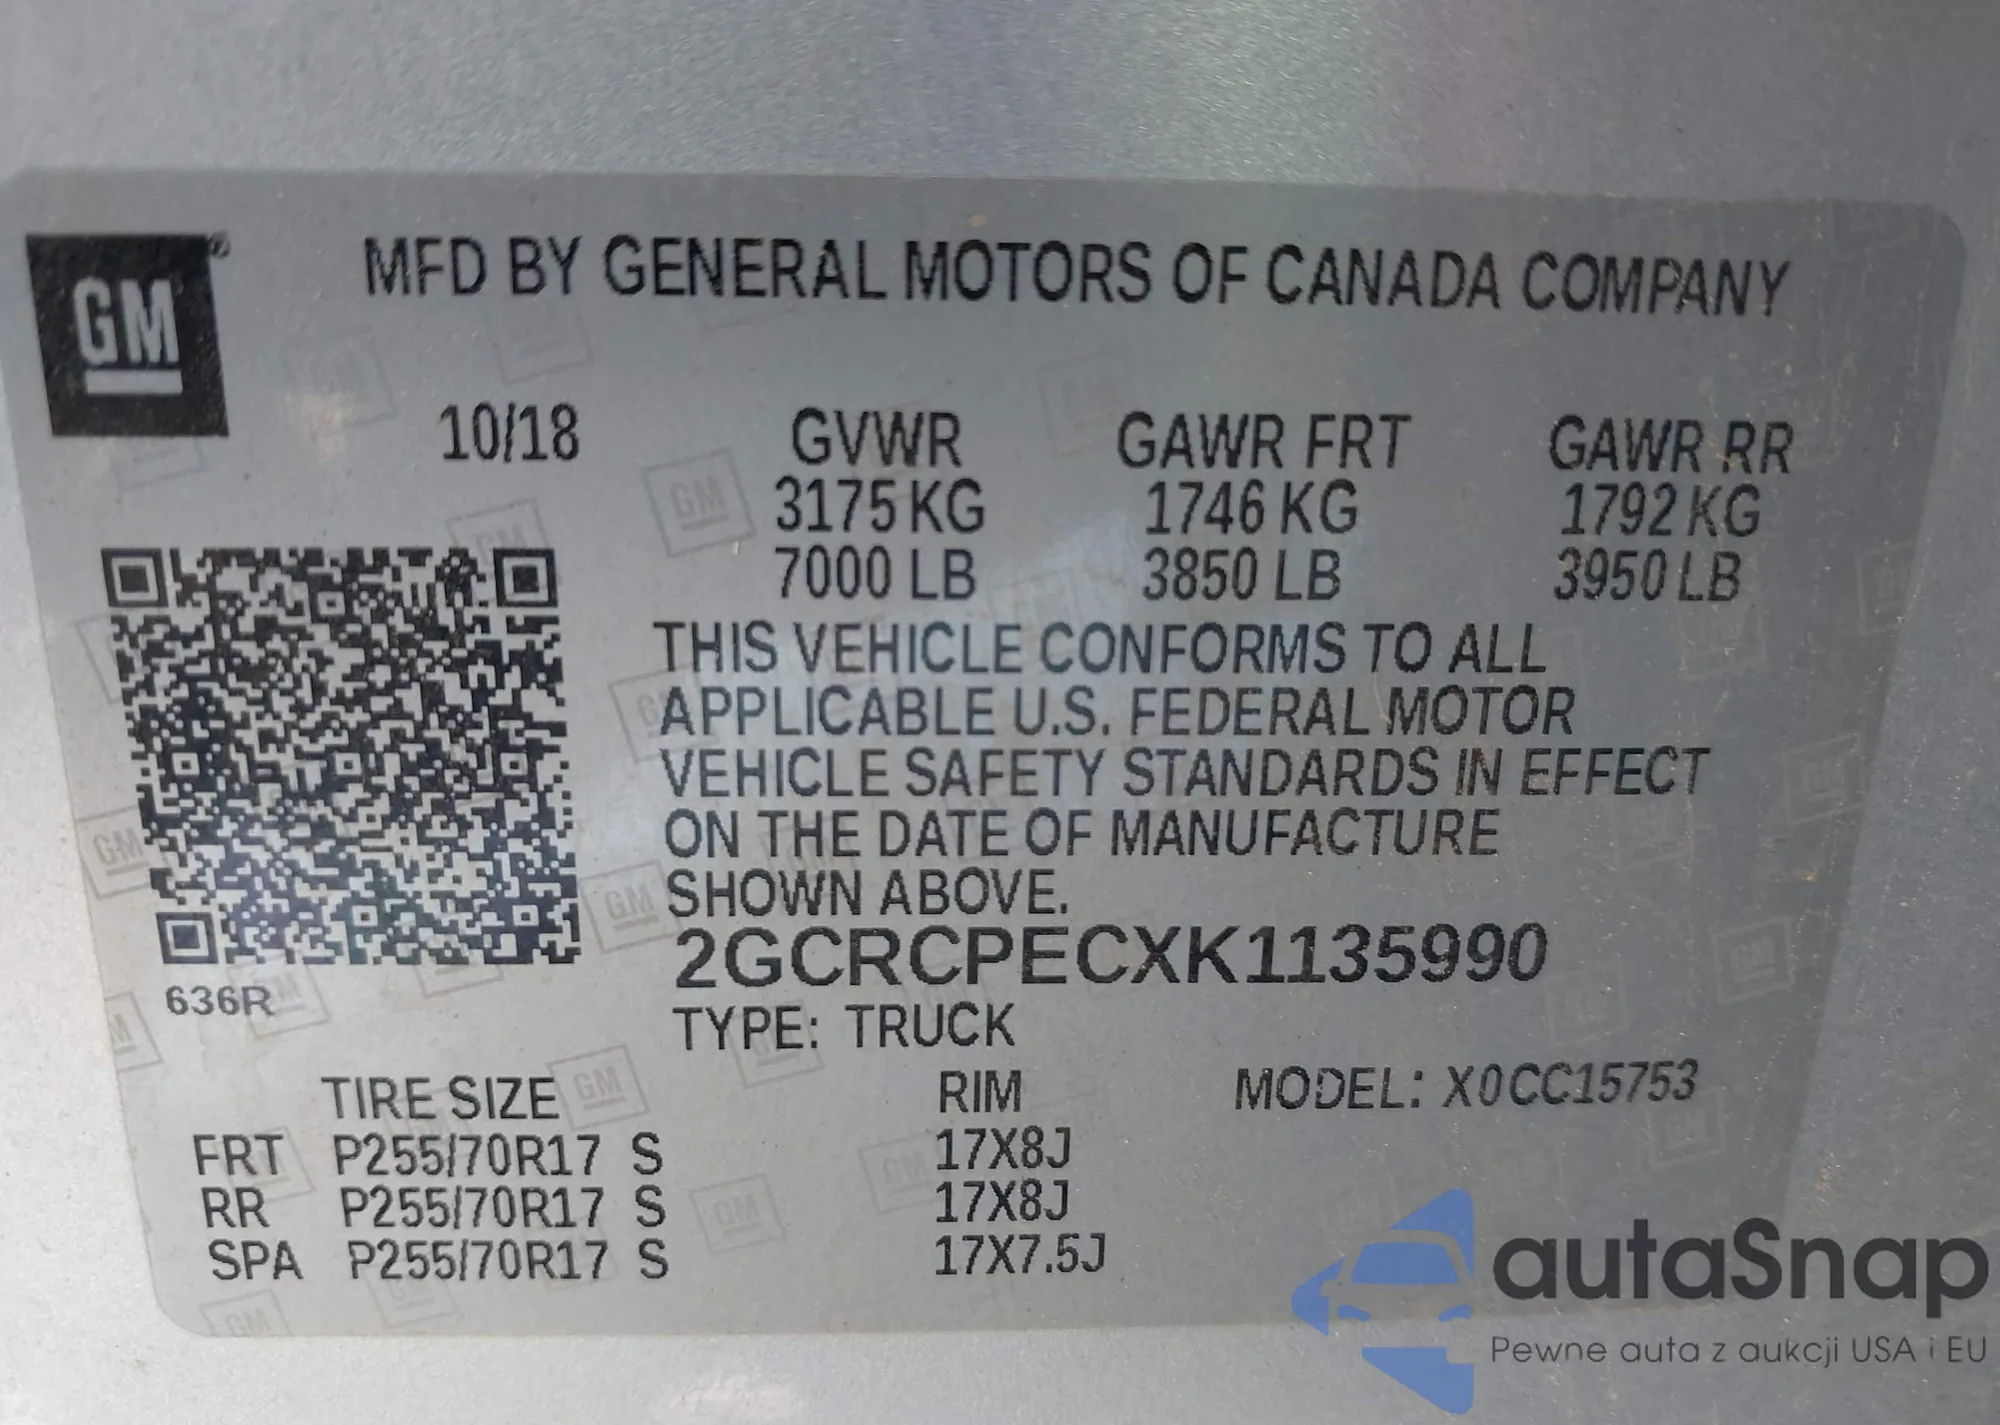 GM®
MFD BY GENERAL MOTORS OF CANADA COMPANY
10/18 GVWR GAWR FRT GAWR RR
3175 KG 1746 KG 1792 KG
7000 LB 3850 LB 3950 LB
THIS VEHICLE CONFORMS TO ALL
APPLICABLE U.S. FEDERAL MOTOR
VEHICLE SAFETY STANDARDS IN EFFECT
ON THE DATE OF MANUFACTURE
SHOWN ABOVE.
2GCRCPECXK1135990
636R
TYPE: TRUCK
TIRE SIZE RIM MODEL: X0CC15753
FRT P255/70R17 S 17X8J
RR P255/70R17 S 17X8J
SPA P255/70R17 S 17X7.5J
autaSnap
Pewne auta z aukcji USA i EU